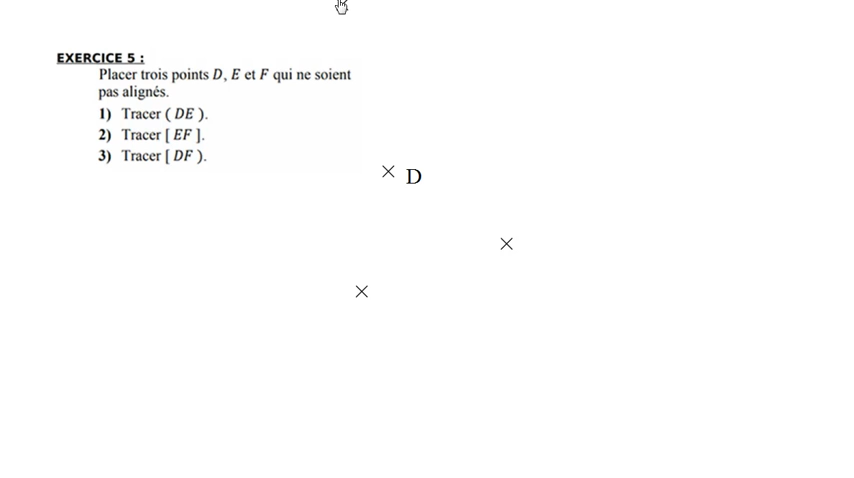 EXERCICE 5 :
Placer trois points D, E et F qui ne soient
pas alignés.
1) Tracer ( DE ).
2) Tracer [ EF ].
3) Tracer [ DF ).
D